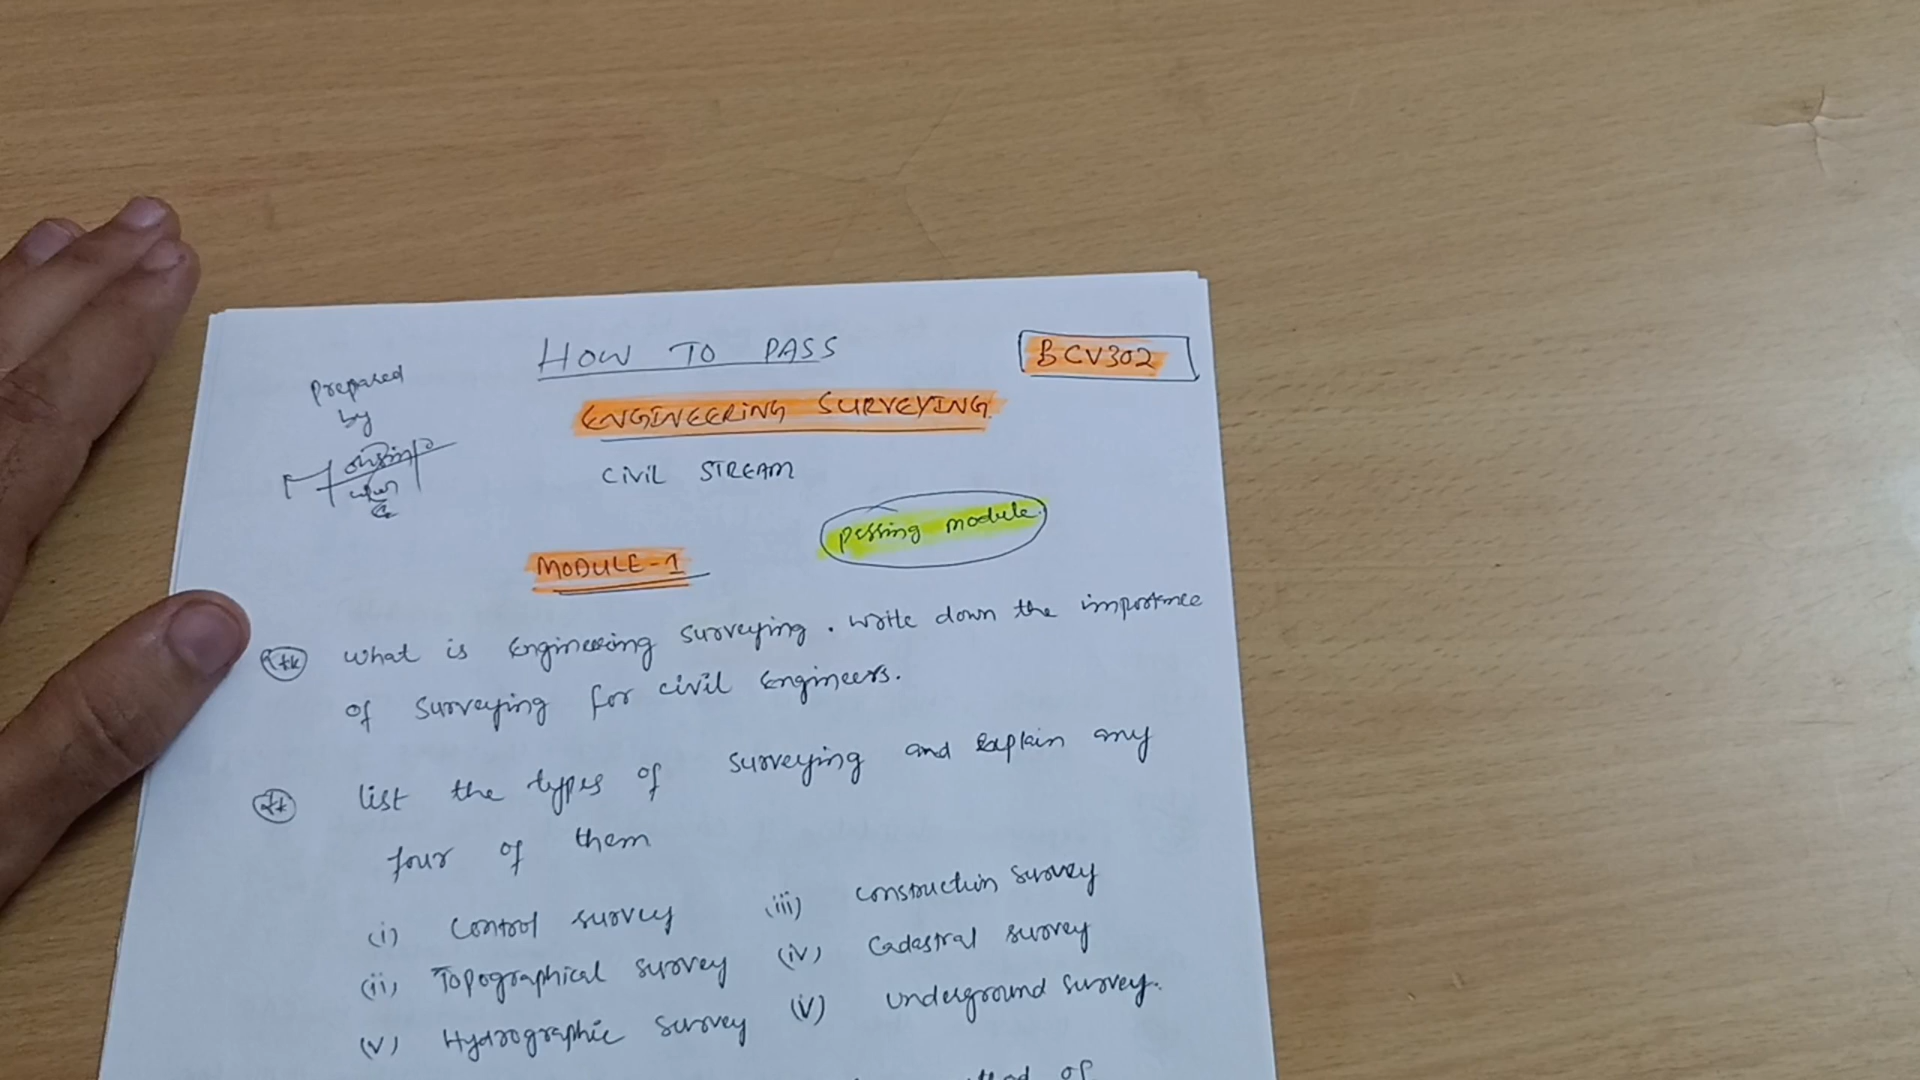 HOW TO PASS
BCV302
Prepared
by
ENGINEERING SURVEYING.
CIVIL STREAM
passing module.
MODULE-1
what is Engineering surveying. write down the importance
of surveying for civil Engineers.
list the types of surveying and Explain any
four of them
(i) Control survey (iii) construction survey
(ii) Topographical survey (iv) Cadastral survey
(v) Hydrographic survey (v) underground survey.
of